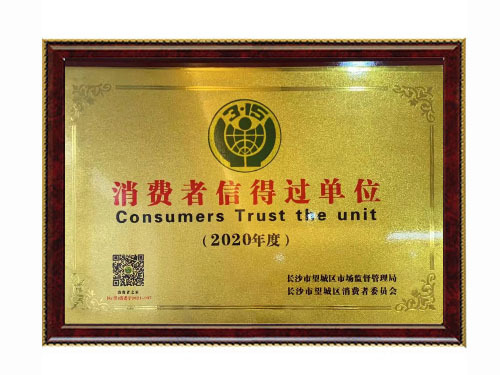 3·15
消费者信得过单位
Consumers Trust the unit
(2020年度)
长沙市望城区市场监督管理局
长沙市望城区消费者委员会